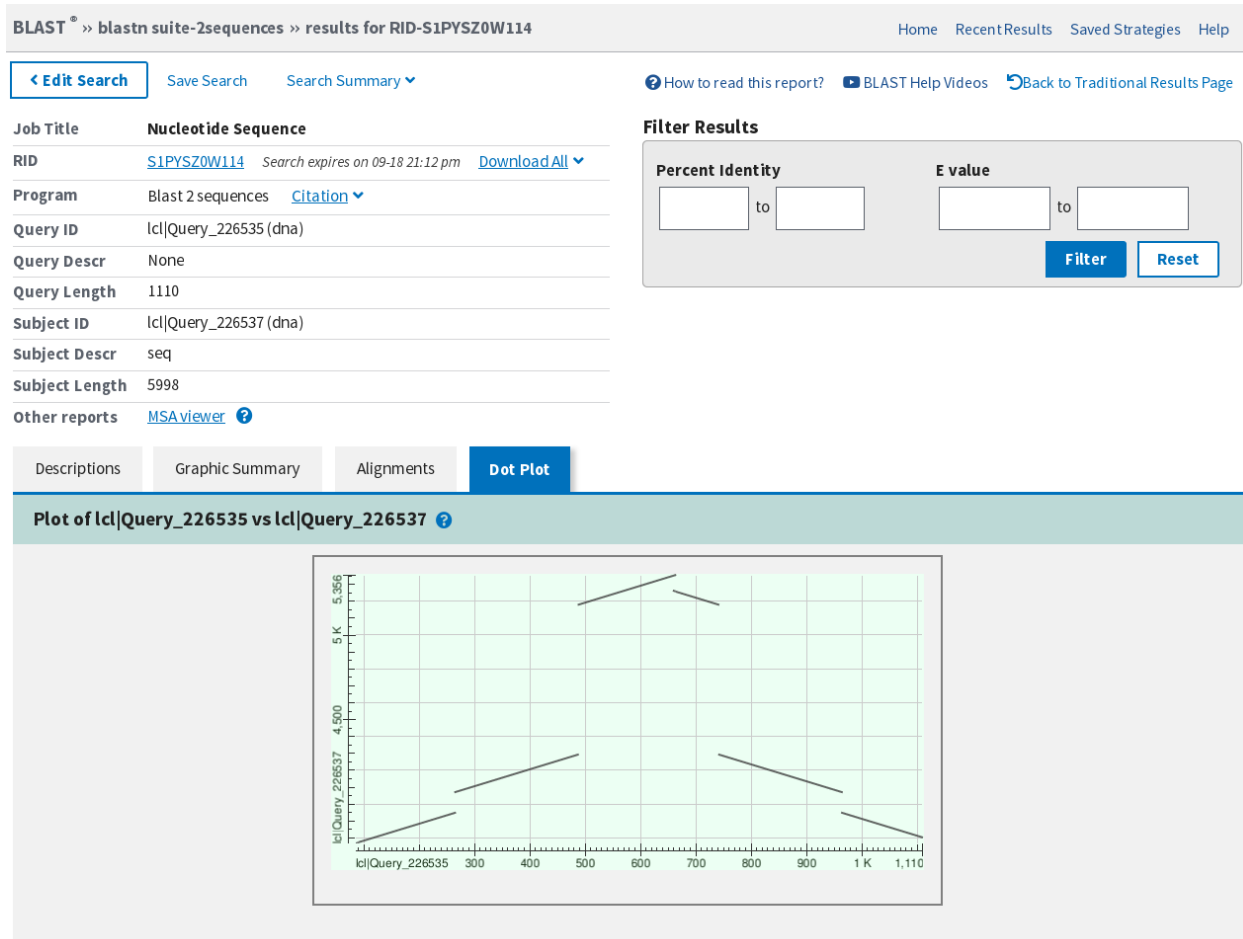 BLAST ® » blastn suite-2sequences » results for RID-S1PYSZ0W114
Home Recent Results Saved Strategies Help
Edit Search Save Search Search Summary
How to read this report? BLAST Help Videos Back to Traditional Results Page
Job Title Nucleotide Sequence
RID S1PYSZ0W114 Search expires on 09-18 21:12 pm Download All
Program Blast 2 sequences Citation
Query ID lcl|Query_226535 (dna)
Query Descr None
Query Length 1110
Subject ID lcl|Query_226537 (dna)
Subject Descr seq
Subject Length 5998
Other reports MSA viewer ?
Filter Results
Percent Identity E value
to to
Filter Reset
Descriptions Graphic Summary Alignments Dot Plot
Plot of lcl|Query_226535 vs lcl|Query_226537 ?
5,356
5 K
4,500
lcl|Query_226537
lcl|Query_226535 300 400 500 600 700 800 900 1 K 1,110